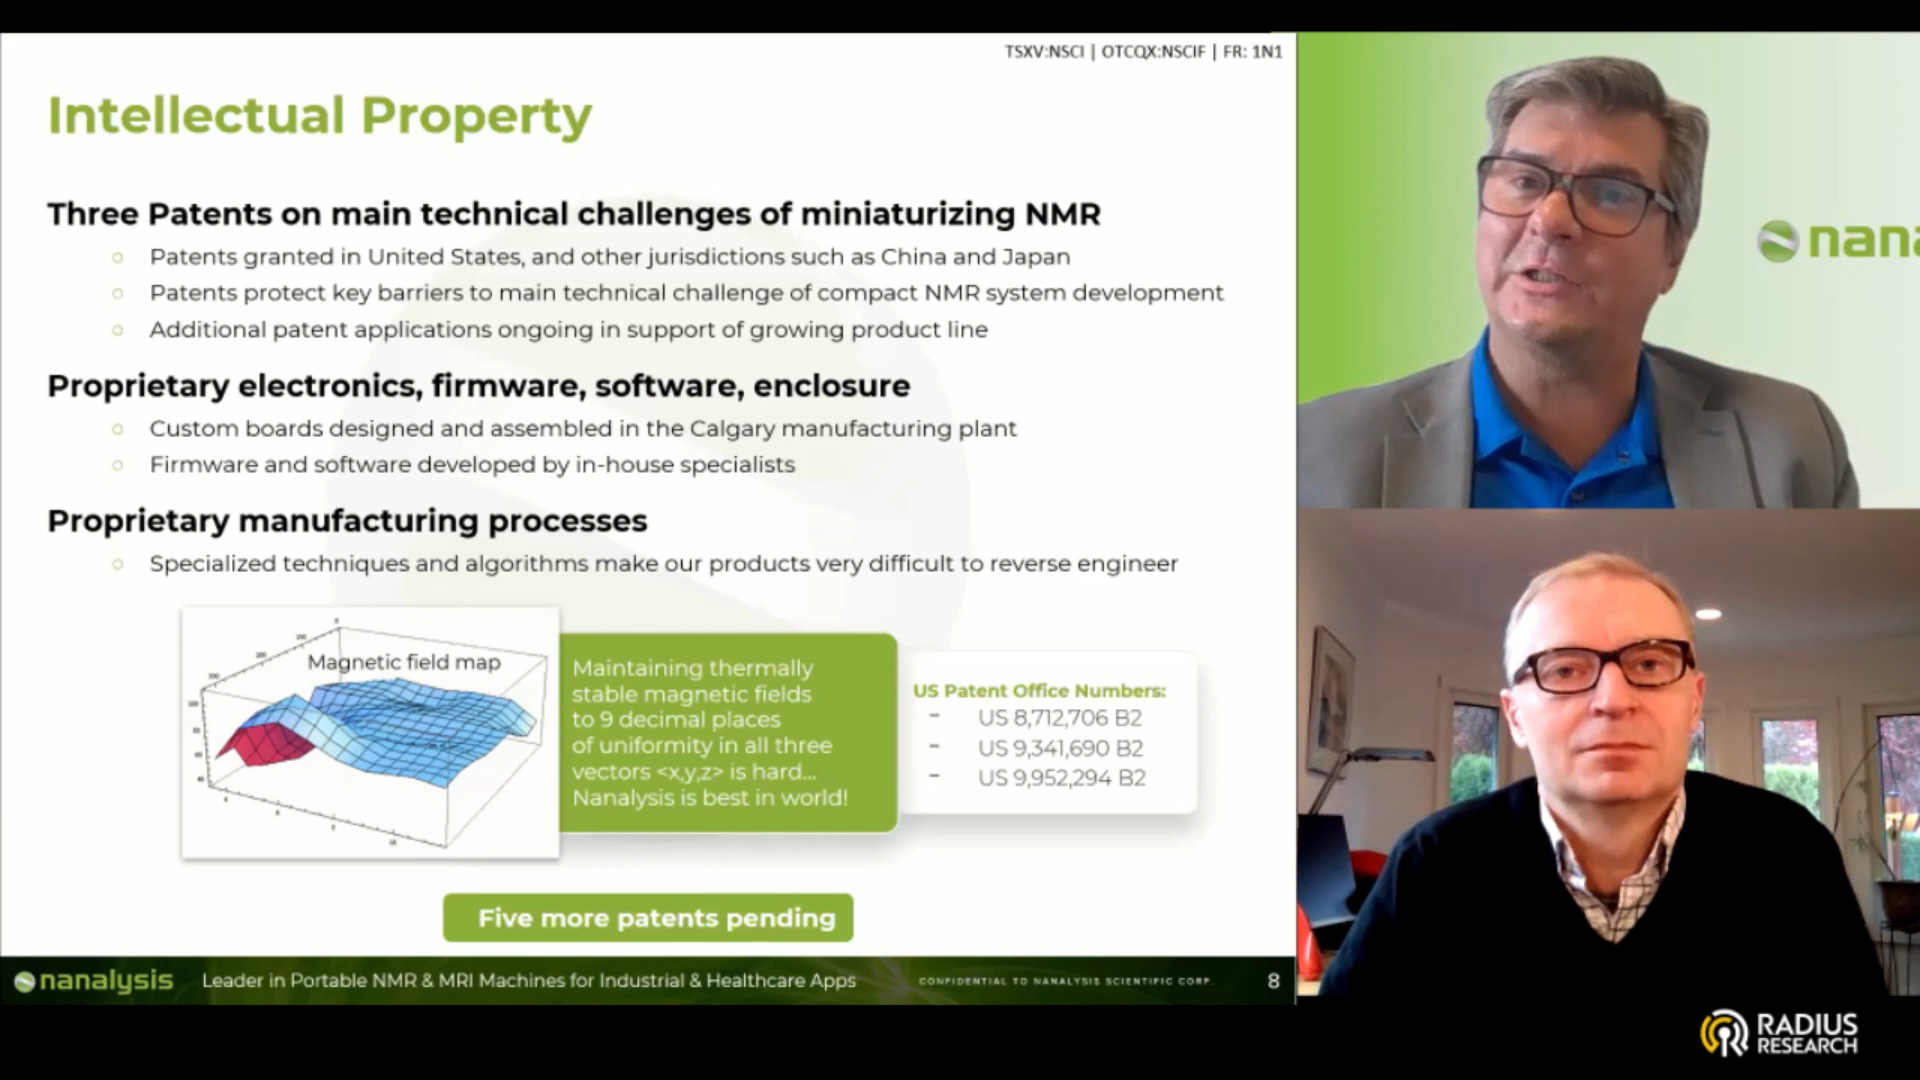 TSXV:NSCI | OTCQX:NSCIF | FR: 1N1
Intellectual Property
Three Patents on main technical challenges of miniaturizing NMR
Patents granted in United States, and other jurisdictions such as China and Japan
Patents protect key barriers to main technical challenge of compact NMR system development
Additional patent applications ongoing in support of growing product line
Proprietary electronics, firmware, software, enclosure
Custom boards designed and assembled in the Calgary manufacturing plant
Firmware and software developed by in-house specialists
Proprietary manufacturing processes
Specialized techniques and algorithms make our products very difficult to reverse engineer
Magnetic field map
Maintaining thermally
stable magnetic fields
to 9 decimal places
of uniformity in all three
vectors <x,y,z> is hard...
Nanalysis is best in world!
US Patent Office Numbers:
- US 8,712,706 B2
- US 9,341,690 B2
- US 9,952,294 B2
Five more patents pending
nanalysis
Leader in Portable NMR & MRI Machines for Industrial & Healthcare Apps
CONFIDENTIAL TO NANALYSIS SCIENTIFIC CORP.
8
nana
RADIUS
RESEARCH